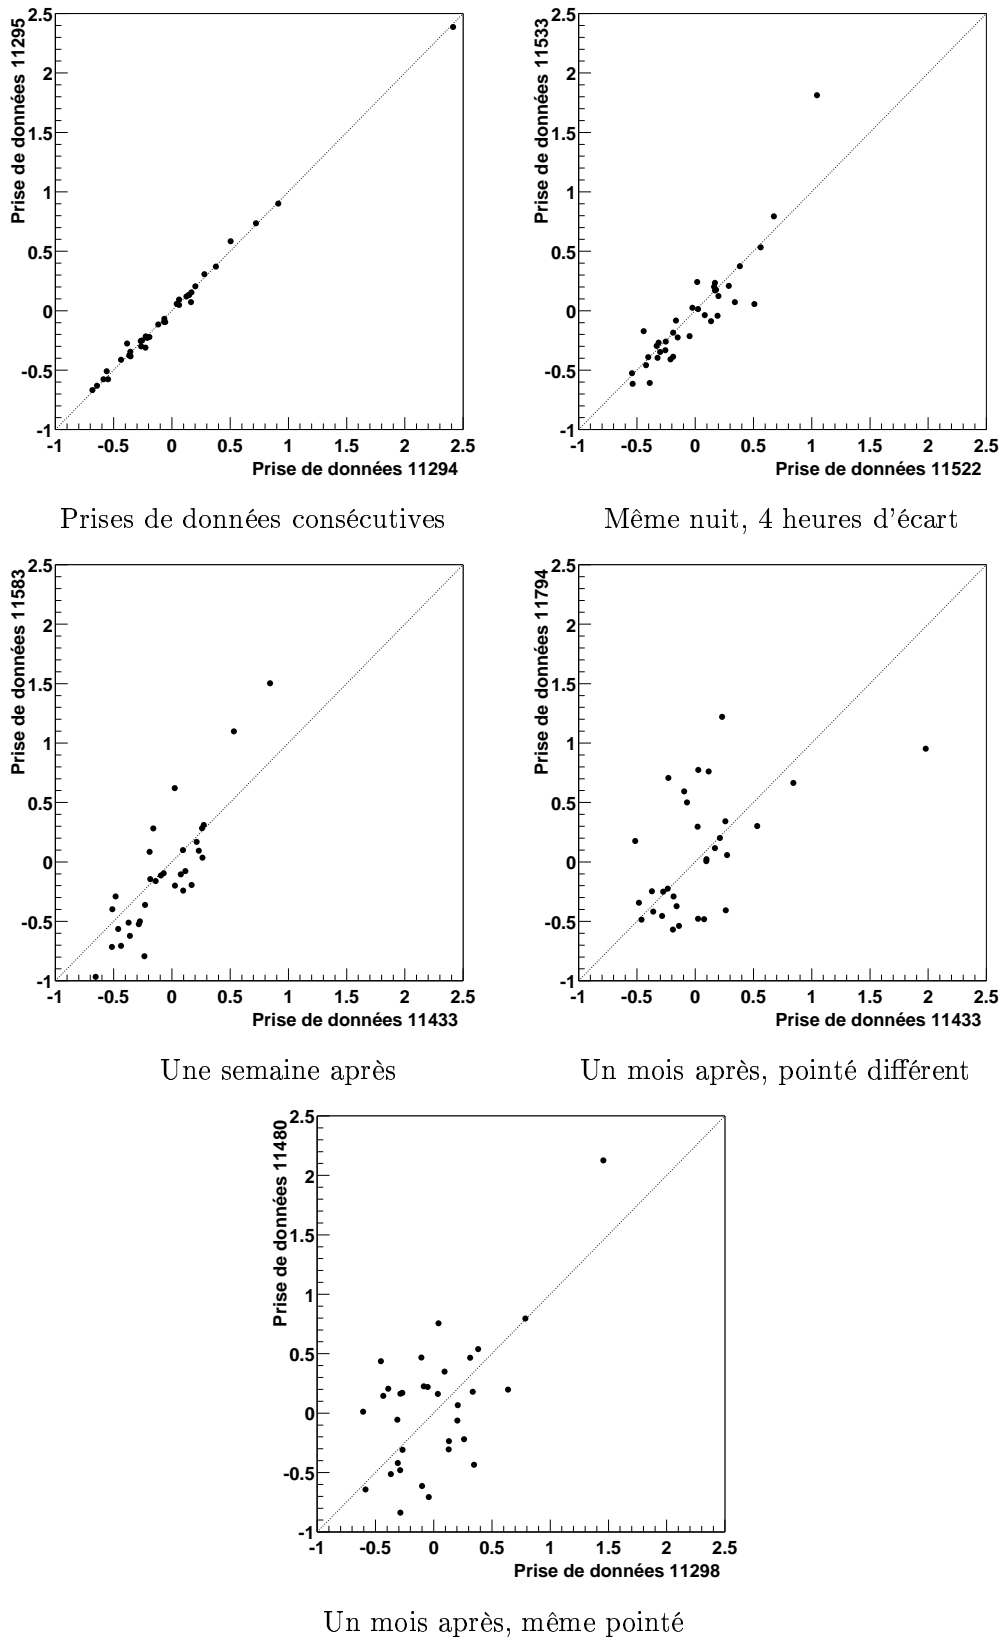 2.5
2
1.5
1
0.5
0
-0.5
-1
Prise de données 11295
-1 -0.5 0 0.5 1 1.5 2 2.5
Prise de données 11294
Prises de données consécutives
2.5
2
1.5
1
0.5
0
-0.5
-1
Prise de données 11533
-1 -0.5 0 0.5 1 1.5 2 2.5
Prise de données 11522
Même nuit, 4 heures d'écart
2.5
2
1.5
1
0.5
0
-0.5
-1
Prise de données 11583
-1 -0.5 0 0.5 1 1.5 2 2.5
Prise de données 11433
Une semaine après
2.5
2
1.5
1
0.5
0
-0.5
-1
Prise de données 11794
-1 -0.5 0 0.5 1 1.5 2 2.5
Prise de données 11433
Un mois après, pointé différent
2.5
2
1.5
1
0.5
0
-0.5
-1
Prise de données 11480
-1 -0.5 0 0.5 1 1.5 2 2.5
Prise de données 11298
Un mois après, même pointé